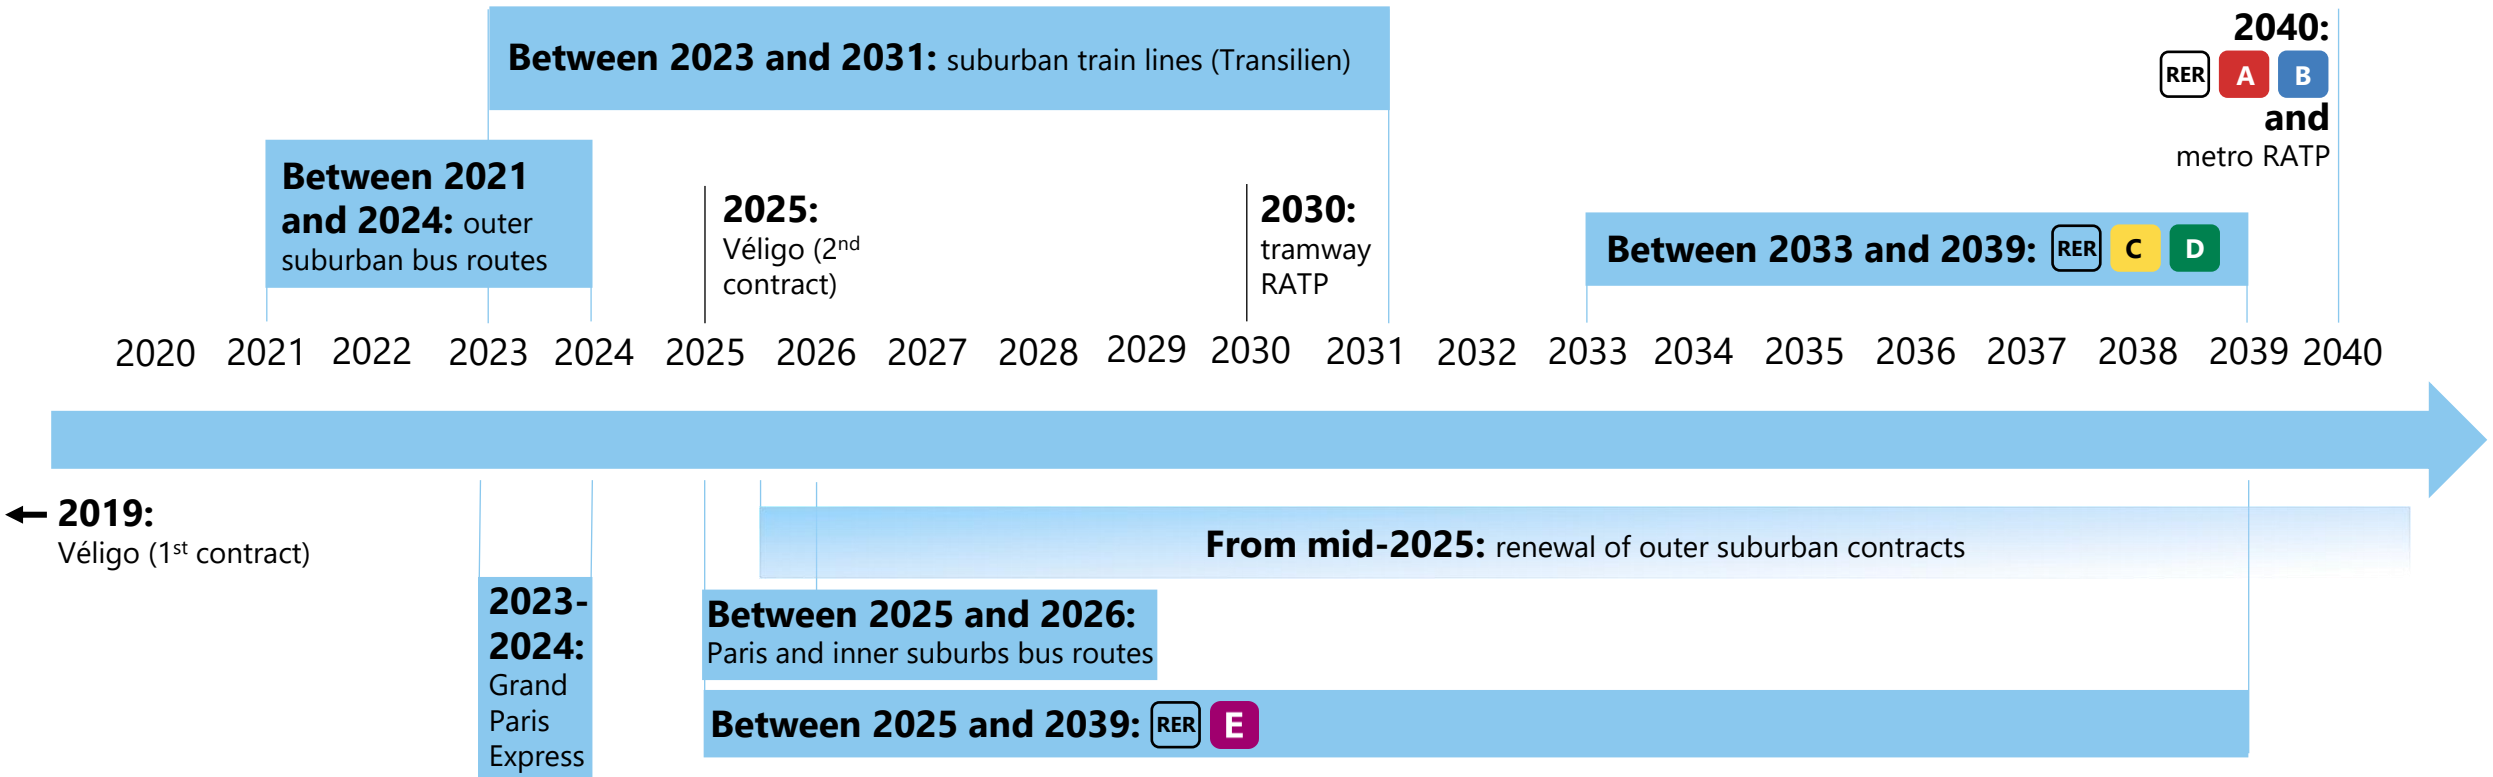 Between 2023 and 2031: suburban train lines (Transilien)
2040:
RER A B
and
metro RATP
Between 2021
and 2024: outer
suburban bus routes
2025:
Véligo (2nd
contract)
2030:
tramway
RATP
Between 2033 and 2039: RER C D
2020 2021 2022 2023 2024 2025 2026 2027 2028 2029 2030 2031 2032 2033 2034 2035 2036 2037 2038 2039 2040
2019:
Véligo (1st contract)
From mid-2025: renewal of outer suburban contracts
2023-
2024:
Grand
Paris
Express
Between 2025 and 2026:
Paris and inner suburbs bus routes
Between 2025 and 2039: RER E